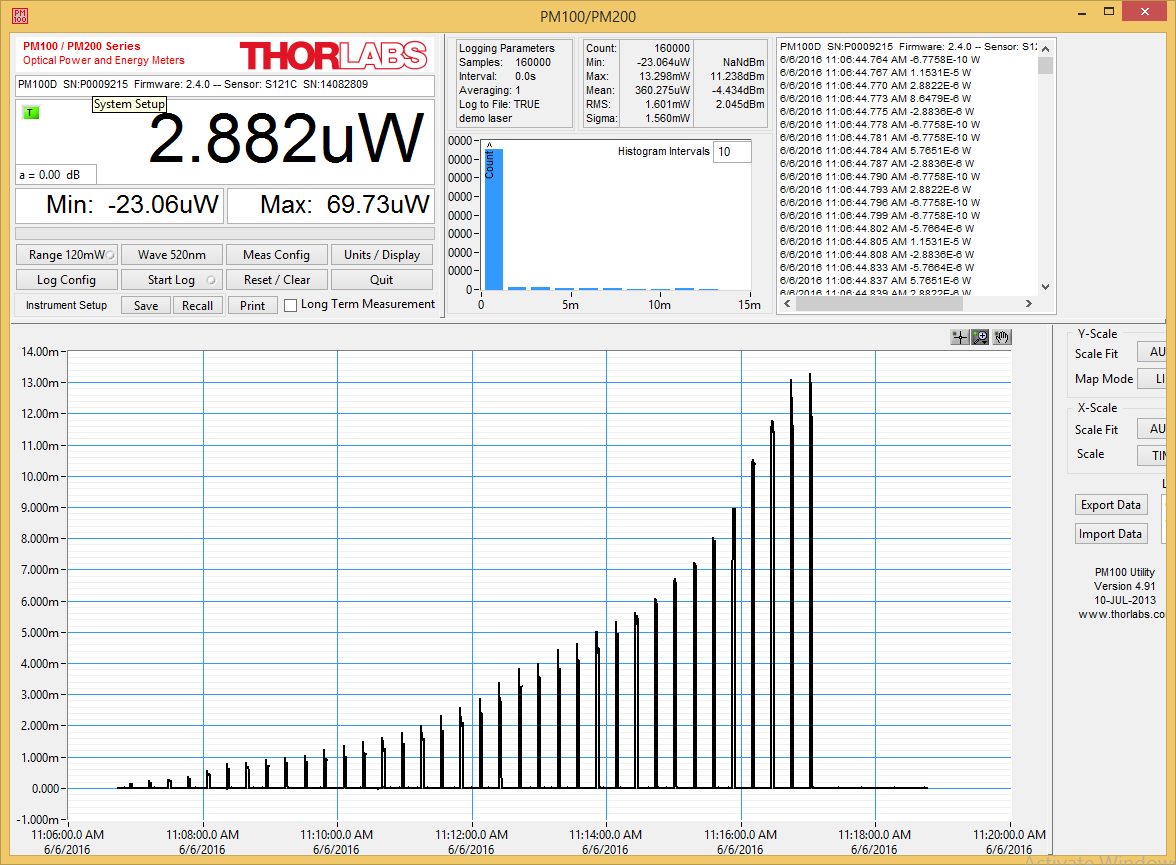 PM100/PM200
PM 100
PM100 / PM200 Series
Optical Power and Energy Meters
THORLABS
PM100D SN:P0009215 Firmware: 2.4.0 -- Sensor: S121C SN:14082809
System Setup
T
2.882uW
a = 0.00 dB
Min: -23.06uW
Max: 69.73uW
Range 120mW
Wave 520nm
Meas Config
Units / Display
Log Config
Start Log
Reset / Clear
Quit
Instrument Setup
Save
Recall
Print
Long Term Measurement
Logging Parameters
Samples: 160000
Interval: 0.0s
Averaging: 1
Log to File: TRUE
demo laser
Count: 160000
Min: -23.064uW NaNdBm
Max: 13.298mW 11.238dBm
Mean: 360.275uW -4.434dBm
RMS: 1.601mW 2.045dBm
Sigma: 1.560mW
Histogram Intervals 10
Count ->
0000
0000
0000
0000
0000
0000
0000
0000
0
0
5m
10m
15m
PM100D SN:P0009215 Firmware: 2.4.0 -- Sensor: S12
6/6/2016 11:06:44.764 AM -6.7758E-10 W
6/6/2016 11:06:44.767 AM 1.1531E-5 W
6/6/2016 11:06:44.770 AM 2.8822E-6 W
6/6/2016 11:06:44.773 AM 8.6479E-6 W
6/6/2016 11:06:44.775 AM -2.8836E-6 W
6/6/2016 11:06:44.778 AM -6.7758E-10 W
6/6/2016 11:06:44.781 AM -6.7758E-10 W
6/6/2016 11:06:44.784 AM 5.7651E-6 W
6/6/2016 11:06:44.787 AM -2.8836E-6 W
6/6/2016 11:06:44.790 AM -6.7758E-10 W
6/6/2016 11:06:44.793 AM 2.8822E-6 W
6/6/2016 11:06:44.796 AM -6.7758E-10 W
6/6/2016 11:06:44.799 AM -6.7758E-10 W
6/6/2016 11:06:44.802 AM -5.7664E-6 W
6/6/2016 11:06:44.805 AM 1.1531E-5 W
6/6/2016 11:06:44.808 AM -2.8836E-6 W
6/6/2016 11:06:44.833 AM -5.7664E-6 W
6/6/2016 11:06:44.837 AM 5.7651E-6 W
6/6/2016 11:06:44.839 AM 2.8822E-6 W
14.00m
13.00m
12.00m
11.00m
10.00m
9.000m
8.000m
7.000m
6.000m
5.000m
4.000m
3.000m
2.000m
1.000m
0.000
-1.000m
11:06:00.0 AM
6/6/2016
11:08:00.0 AM
6/6/2016
11:10:00.0 AM
6/6/2016
11:12:00.0 AM
6/6/2016
11:14:00.0 AM
6/6/2016
11:16:00.0 AM
6/6/2016
11:18:00.0 AM
6/6/2016
11:20:00.0 AM
6/6/2016
Y-Scale
Scale Fit AU
Map Mode LI
X-Scale
Scale Fit AU
Scale TIM
Export Data
Import Data
PM100 Utility
Version 4.91
10-JUL-2013
www.thorlabs.co
Activate Window